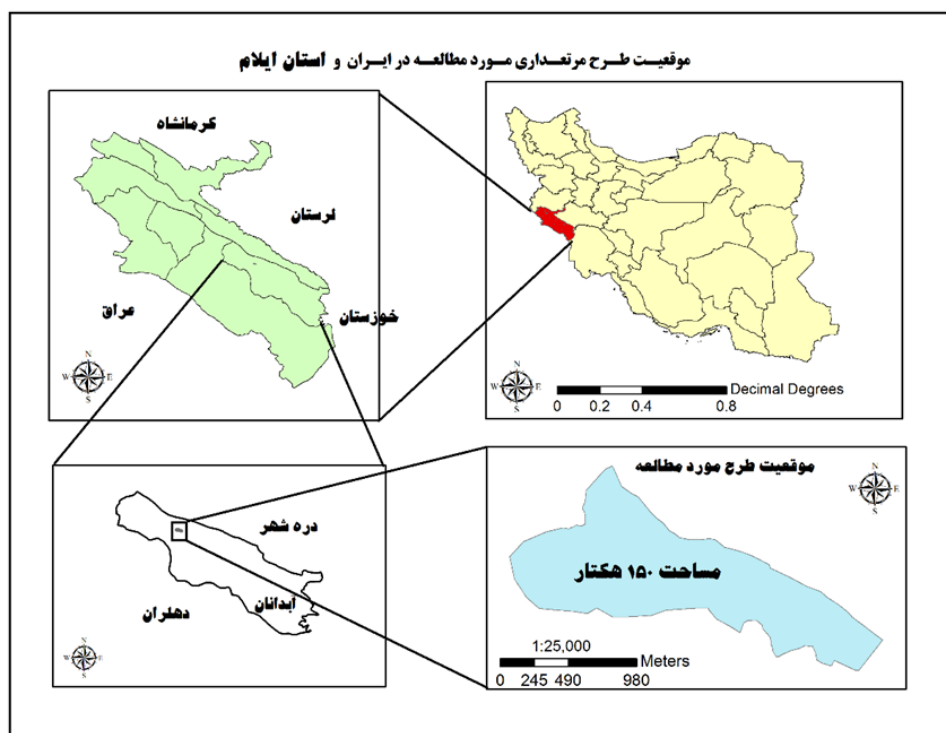 موقعیت طرح مرتعداری مورد مطالعه در ایران و استان ایلام
کرمانشاه
لرستان
عراق
خوزستان
N
W E
S
N
W E
S
Decimal Degrees
0 0.2 0.4 0.8
دره شهر
آبدانان
دهلران
N
W E
S
موقعیت طرح مورد مطالعه
N
W E
S
مساحت ۱۵۰ هکتار
1:25,000
Meters
0 245 490 980